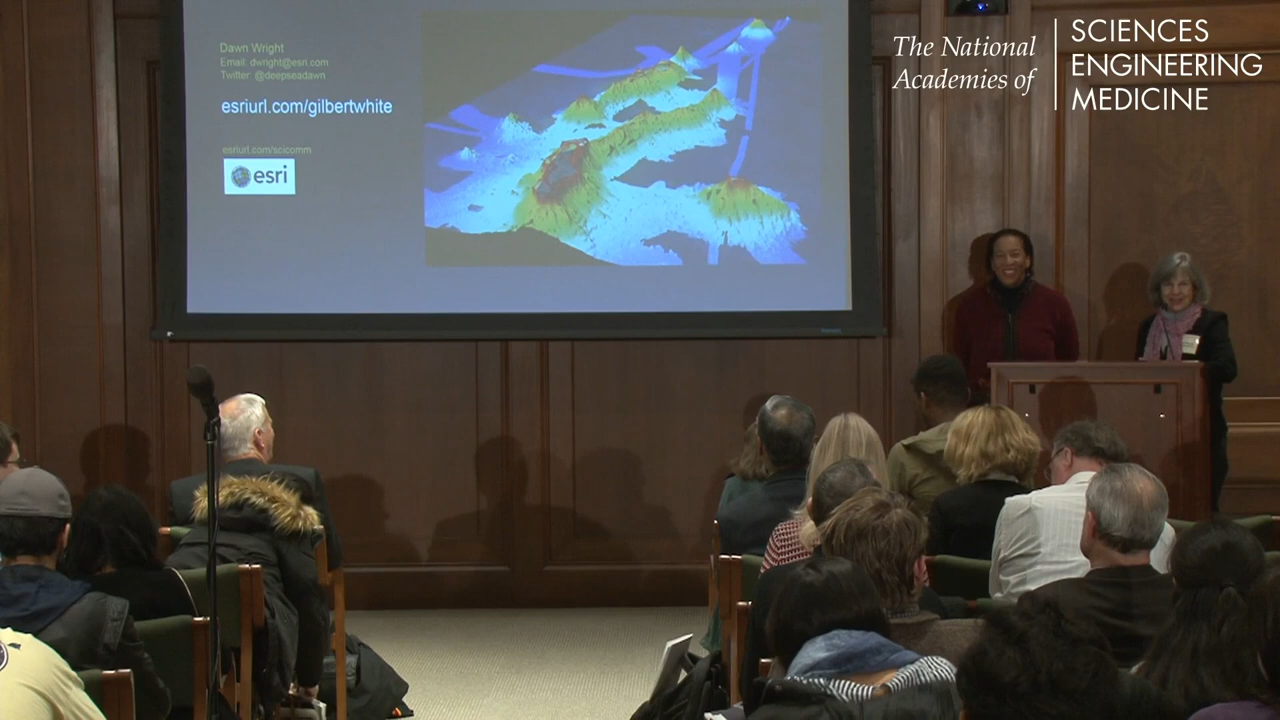 Dawn Wright
Email: dwright@esri.com
Twitter: @deepseadawn
esriurl.com/gilbertwhite
esriurl.com/scicomm
esri
The National
Academies of
SCIENCES
ENGINEERING
MEDICINE